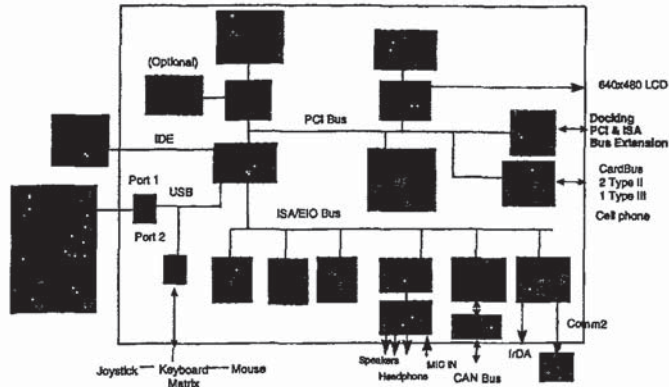 (Optional)
640x480 LCD
PCI Bus
Docking
PCI & ISA
Bus Extension
IDE
CardBus
2 Type II
1 Type III
Port 1
USB
Cell phone
Port 2
ISA/EIO Bus
Comm2
Speakers
Headphone
MIC IN
IrDA
CAN Bus
Joystick
Keyboard
Matrix
Mouse